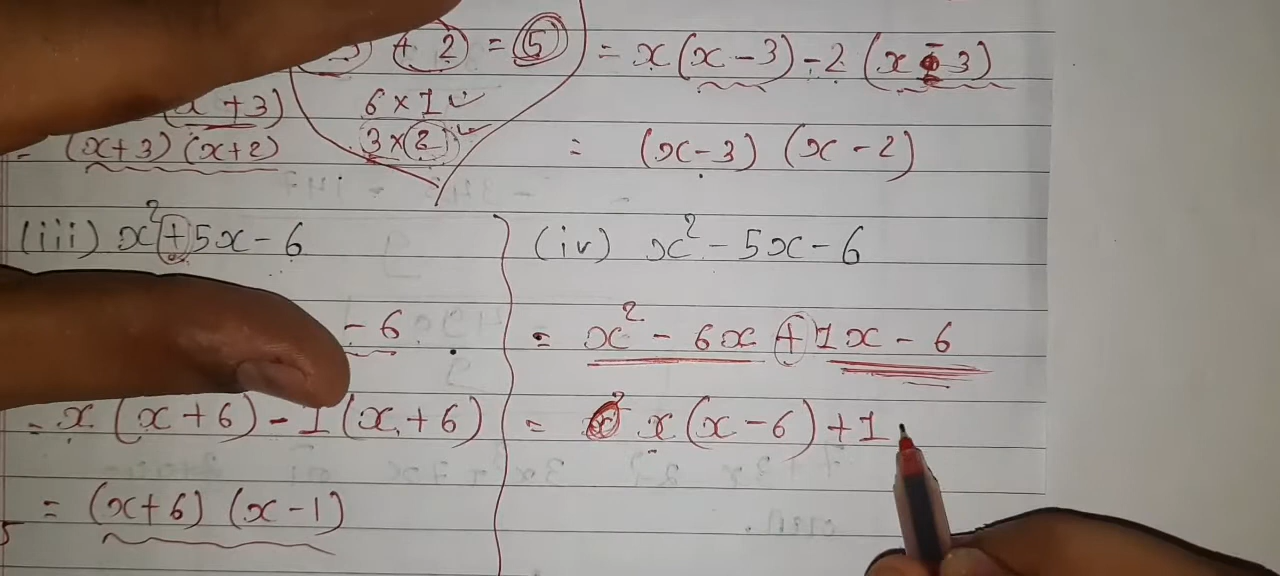 + 2) = 5
+3)
6 × 1
3 × 2
= (x+3) (x+2)
= x(x-3) - 2(x-3)
= (x-3) (x-2)
(iii) x² + 5x - 6
- 6
= x(x+6) - 1(x+6)
= (x+6) (x-1)
(iv) x² - 5x - 6
= x² - 6x + 1x - 6
= x(x-6) + 1